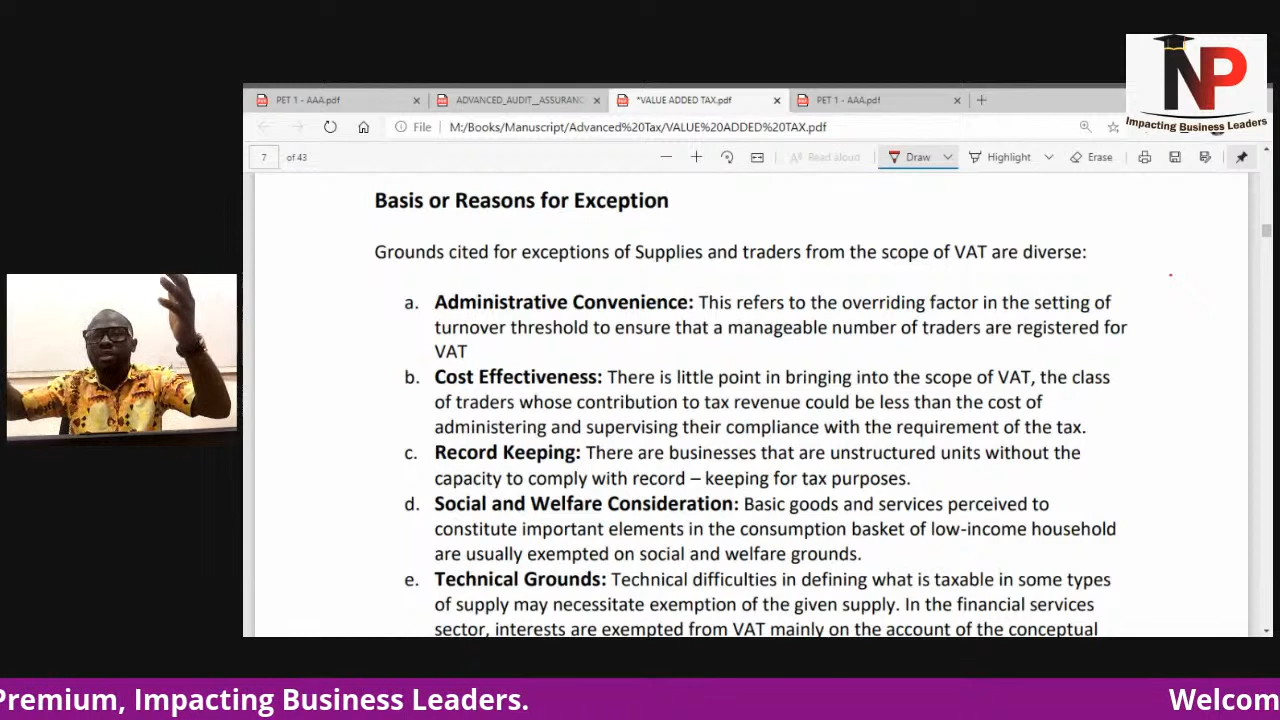 NP
Impacting Business Leaders
PET 1 - AAA.pdf
ADVANCED_AUDIT__ASSURANC
*VALUE ADDED TAX.pdf
PET 1 - AAA.pdf
File
M:/Books/Manuscript/Advanced%20Tax/VALUE%20ADDED%20TAX.pdf
7
of 43
Read aloud
Draw
Highlight
Erase
Basis or Reasons for Exception
Grounds cited for exceptions of Supplies and traders from the scope of VAT are diverse:
a. Administrative Convenience: This refers to the overriding factor in the setting of
turnover threshold to ensure that a manageable number of traders are registered for
VAT
b. Cost Effectiveness: There is little point in bringing into the scope of VAT, the class
of traders whose contribution to tax revenue could be less than the cost of
administering and supervising their compliance with the requirement of the tax.
c. Record Keeping: There are businesses that are unstructured units without the
capacity to comply with record – keeping for tax purposes.
d. Social and Welfare Consideration: Basic goods and services perceived to
constitute important elements in the consumption basket of low-income household
are usually exempted on social and welfare grounds.
e. Technical Grounds: Technical difficulties in defining what is taxable in some types
of supply may necessitate exemption of the given supply. In the financial services
sector, interests are exempted from VAT mainly on the account of the conceptual
Premium, Impacting Business Leaders.
Welcom